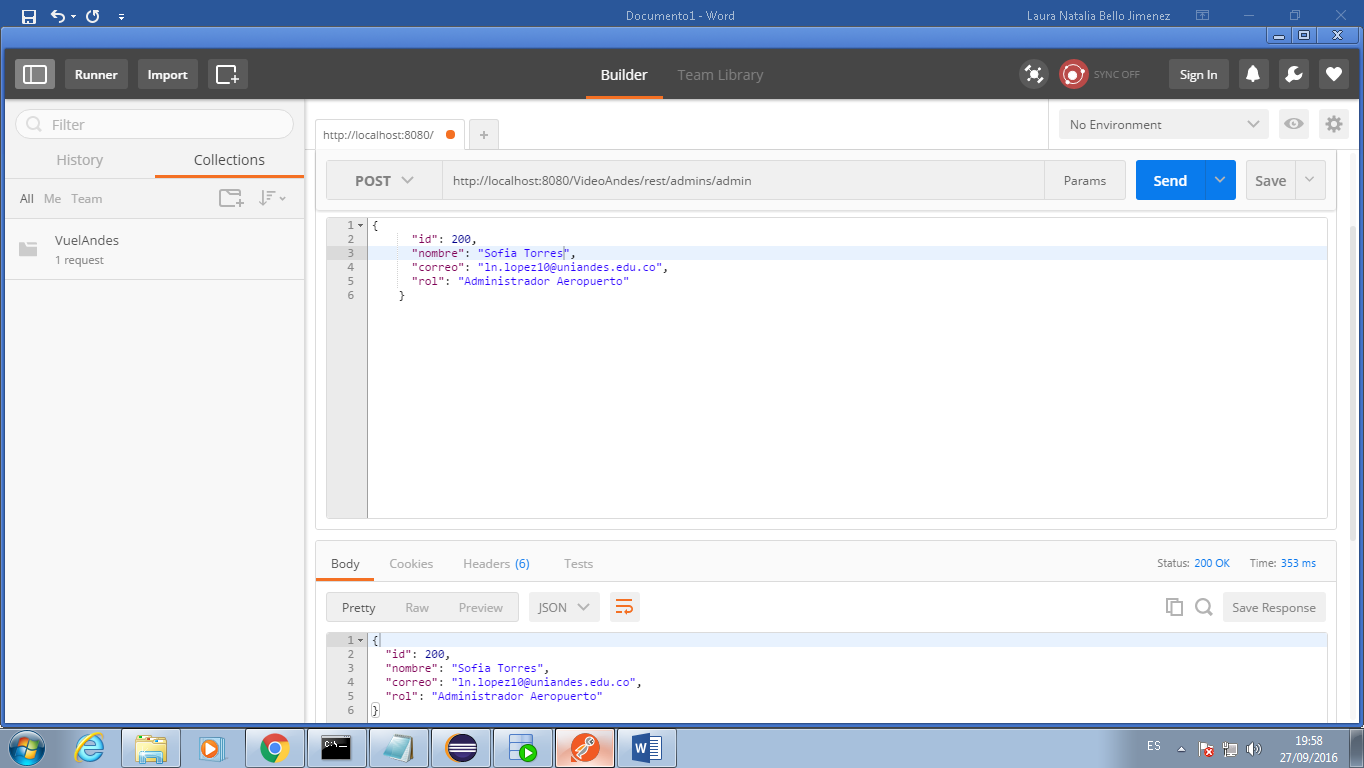 Documento1 - Word
Laura Natalia Bello Jimenez
Runner
Import
Builder
Team Library
SYNC OFF
Sign In
Filter
History
Collections
All Me Team
VuelAndes
1 request
http://localhost:8080/
+
No Environment
POST
http://localhost:8080/VideoAndes/rest/admins/admin
Params
Send
Save
1 {
2 "id": 200,
3 "nombre": "Sofia Torres",
4 "correo": "ln.lopez10@uniandes.edu.co",
5 "rol": "Administrador Aeropuerto"
6 }
Body
Cookies
Headers (6)
Tests
Status: 200 OK
Time: 353 ms
Pretty
Raw
Preview
JSON
Save Response
1 {
2 "id": 200,
3 "nombre": "Sofia Torres",
4 "correo": "ln.lopez10@uniandes.edu.co",
5 "rol": "Administrador Aeropuerto"
6 }
C:\.
ES
19:58
27/09/2016